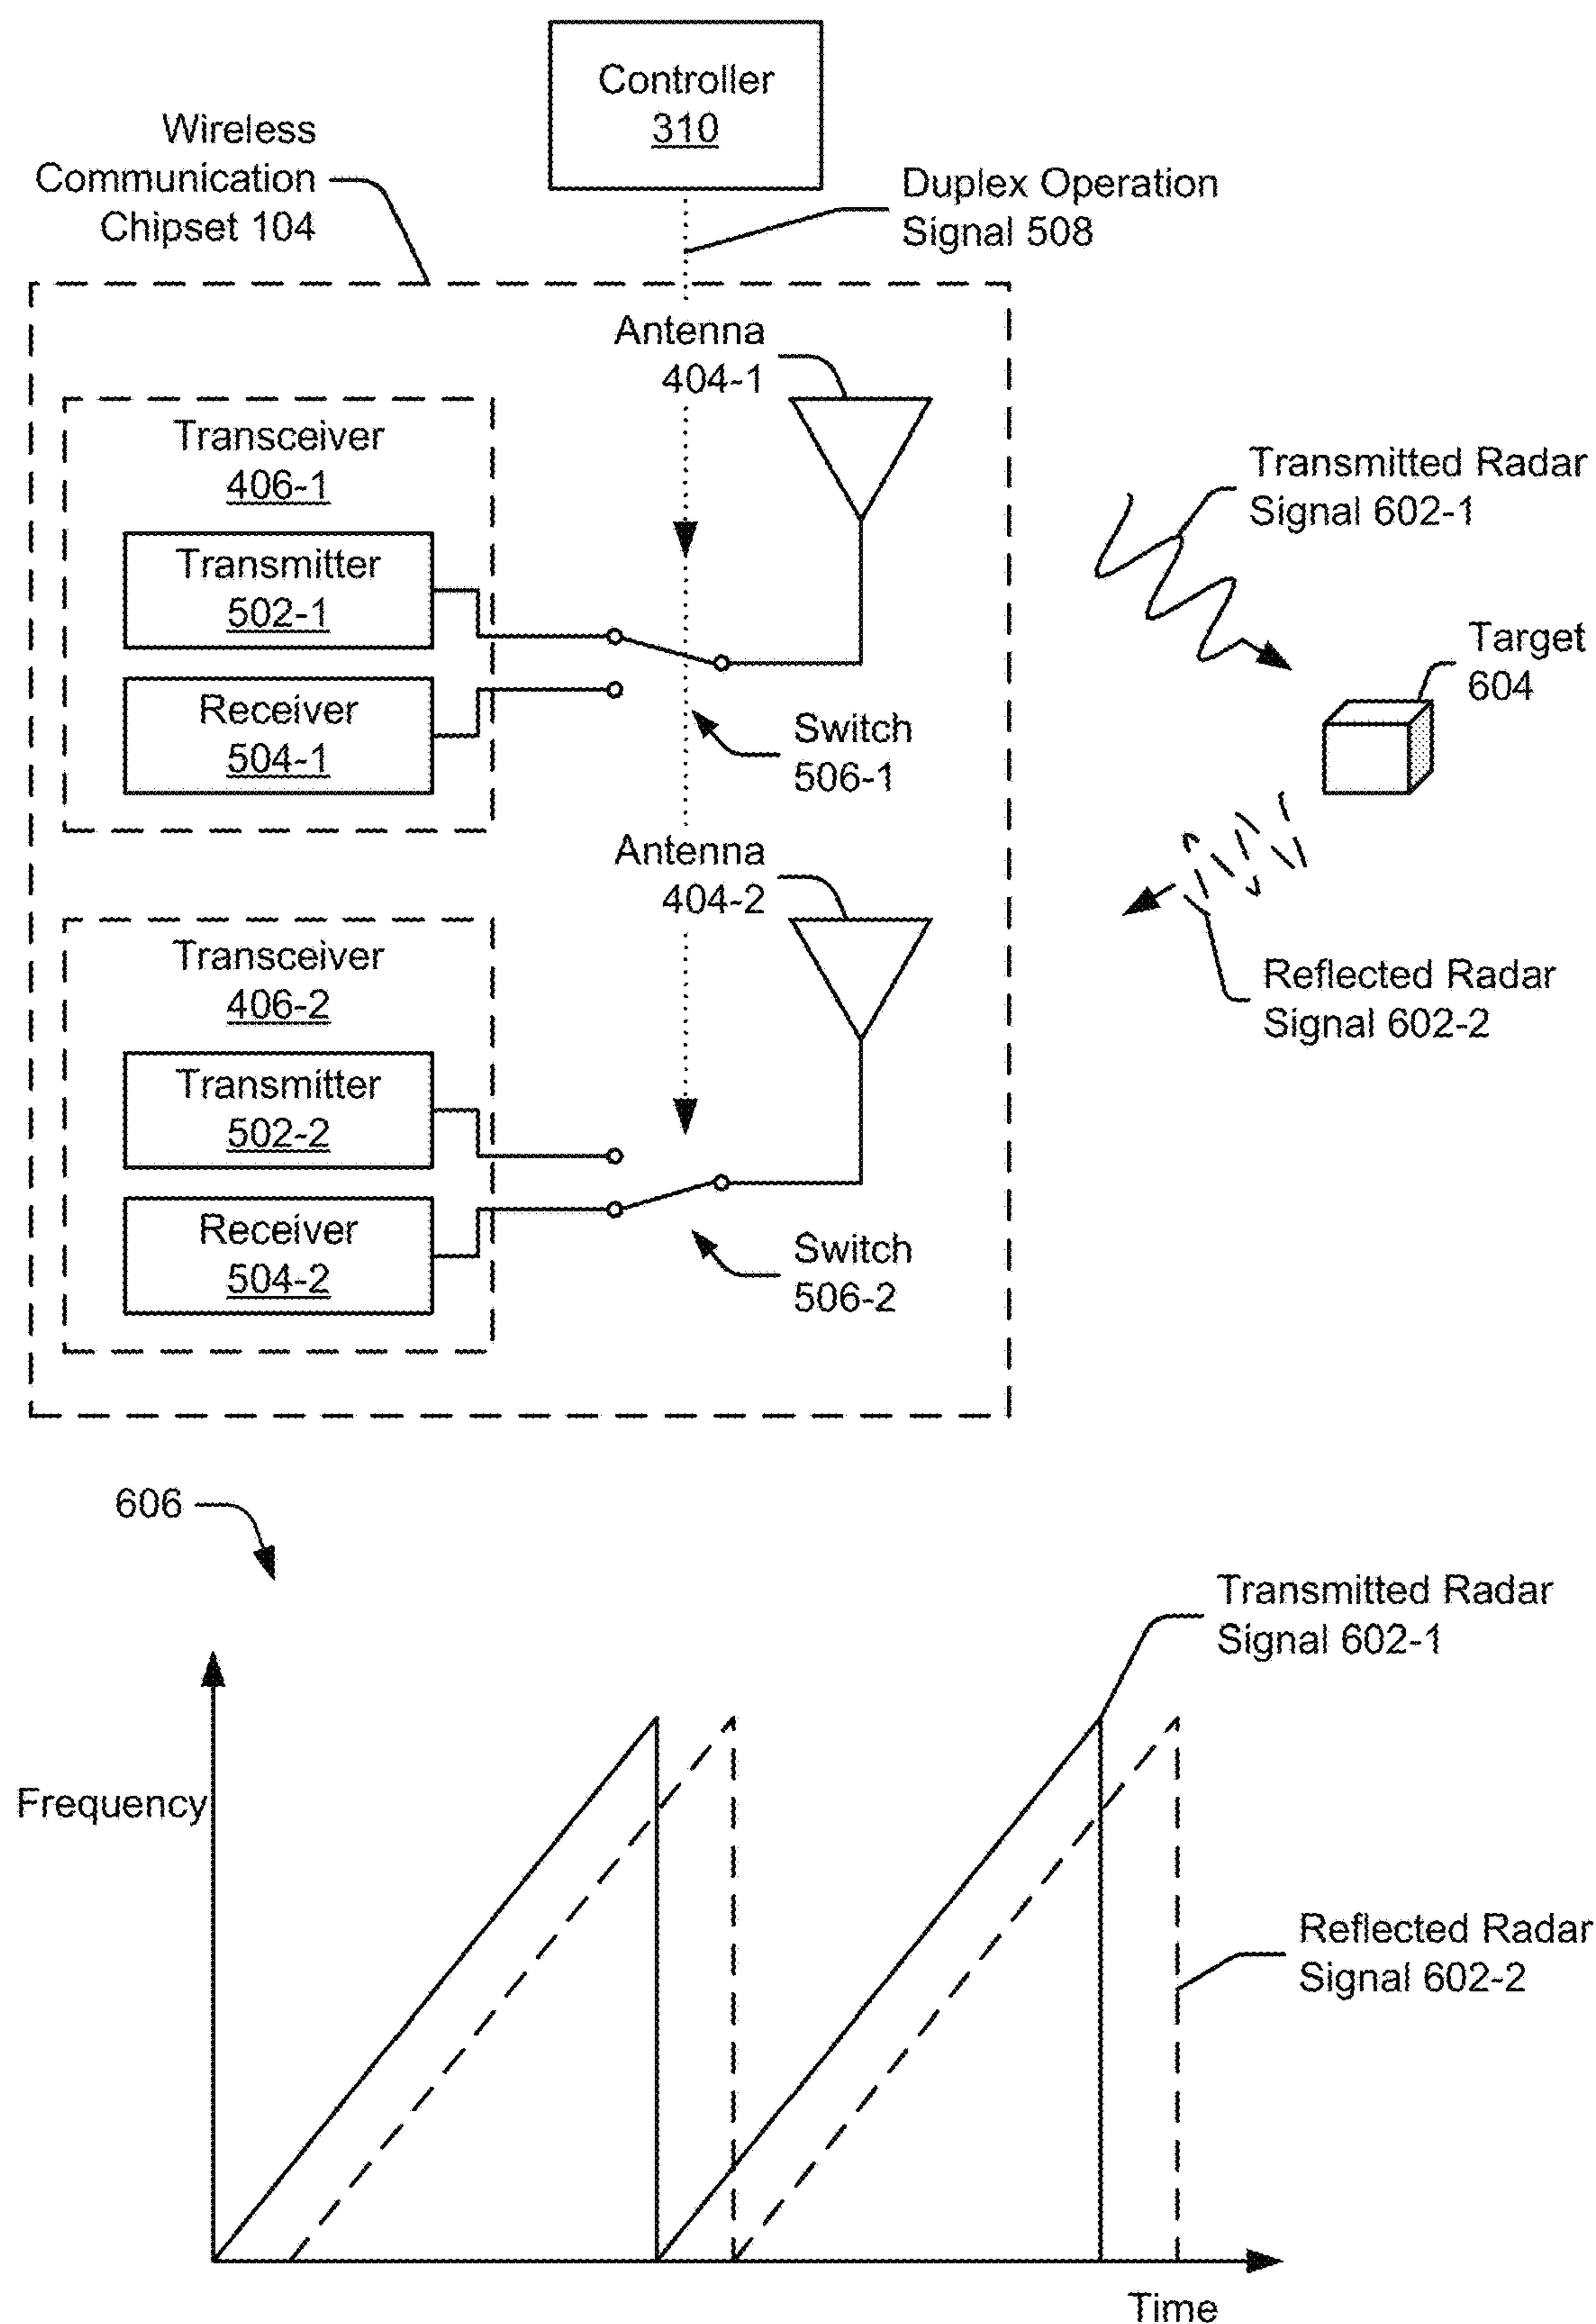 Controller
310
Wireless
Communication
Chipset 104
Duplex Operation
Signal 508
Antenna
404-1
Transceiver
406-1
Transmitter
502-1
Receiver
504-1
Switch
506-1
Transmitted Radar
Signal 602-1
Target
604
Antenna
404-2
Transceiver
406-2
Reflected Radar
Signal 602-2
Transmitter
502-2
Receiver
504-2
Switch
506-2
606
Transmitted Radar
Signal 602-1
Frequency
Reflected Radar
Signal 602-2
Time